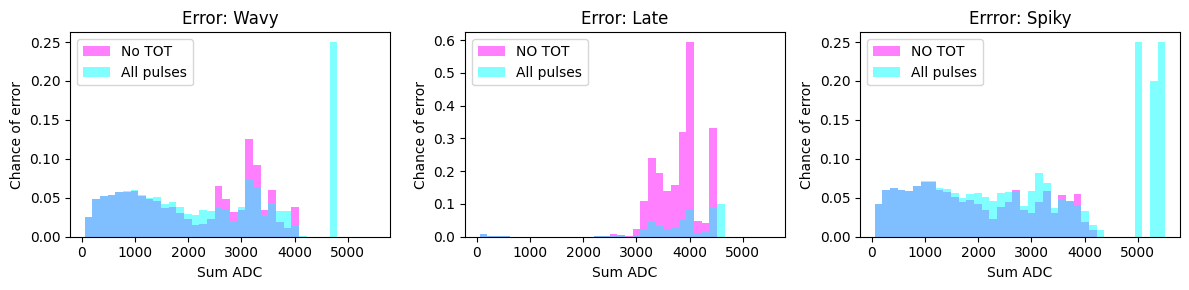 Error: Wavy
No TOT
All pulses
Chance of error
0.25
0.20
0.15
0.10
0.05
0.00
0 1000 2000 3000 4000 5000
Sum ADC
Error: Late
NO TOT
All pulses
Chance of error
0.6
0.5
0.4
0.3
0.2
0.1
0.0
0 1000 2000 3000 4000 5000
Sum ADC
Errror: Spiky
NO TOT
All pulses
Chance of error
0.25
0.20
0.15
0.10
0.05
0.00
0 1000 2000 3000 4000 5000
Sum ADC